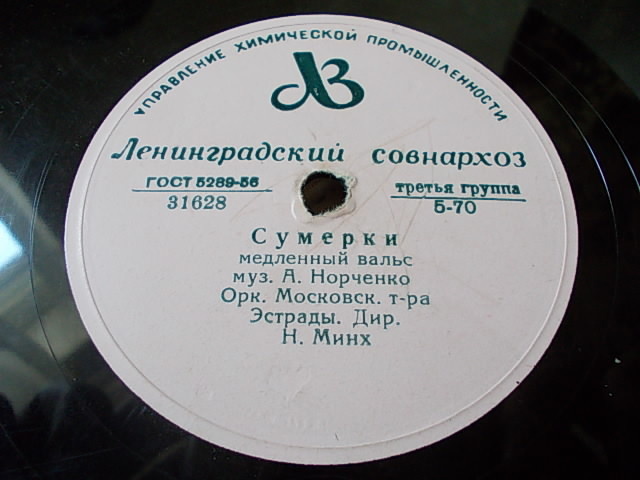 УПРАВЛЕНИЕ ХИМИЧЕСКОЙ ПРОМЫШЛЕННОСТИ
ЛЗ
Ленинградский совнархоз
ГОСТ 5289-56 третья группа
31628 5-70
Сумерки
медленный вальс
муз. А. Норченко
Орк. Московск. т-ра
Эстрады. Дир.
Н. Минх